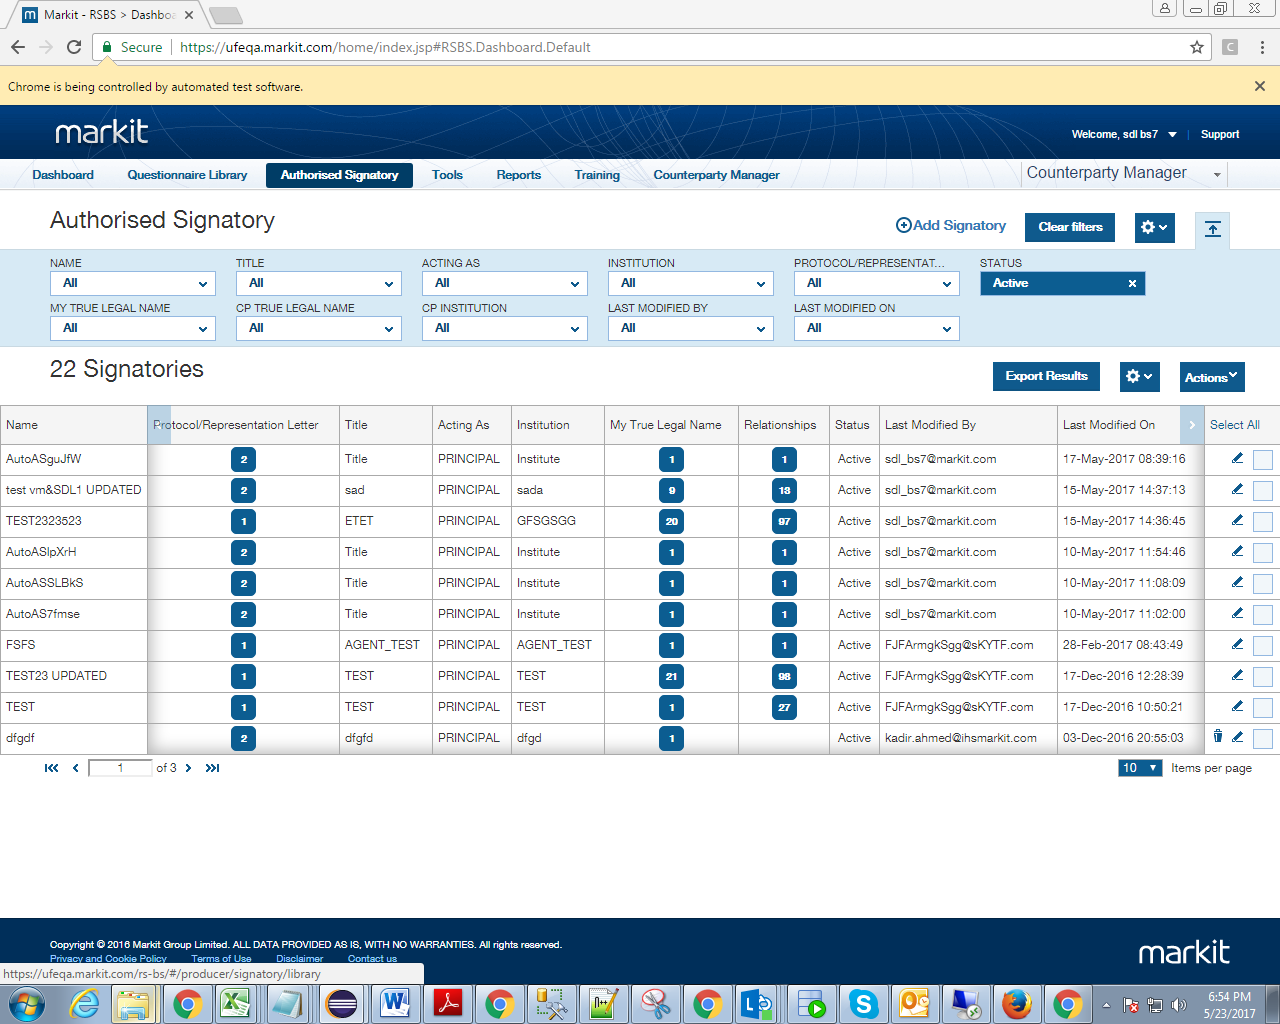 Markit - RSBS > Dashboa
Secure https://ufeqa.markit.com/home/index.jsp#RSBS.Dashboard.Default
Chrome is being controlled by automated test software.
markit
Welcome, sdl bs7 Support
Dashboard Questionnaire Library Authorised Signatory Tools Reports Training Counterparty Manager Counterparty Manager
Authorised Signatory
Add Signatory Clear filters
NAME TITLE ACTING AS INSTITUTION PROTOCOL/REPRESENTAT... STATUS
All All All All All Active
MY TRUE LEGAL NAME CP TRUE LEGAL NAME CP INSTITUTION LAST MODIFIED BY LAST MODIFIED ON
All All All All All
22 Signatories
Export Results Actions
Name Protocol/Representation Letter Title Acting As Institution My True Legal Name Relationships Status Last Modified By Last Modified On Select All
AutoASguJfW 2 Title PRINCIPAL Institute 1 1 Active sdl_bs7@markit.com 17-May-2017 08:39:16
test vm&SDL1 UPDATED 2 sad PRINCIPAL sada 9 13 Active sdl_bs7@markit.com 15-May-2017 14:37:13
TEST2323523 1 ETET PRINCIPAL GFSGSGG 20 97 Active sdl_bs7@markit.com 15-May-2017 14:36:45
AutoASlpXrH 2 Title PRINCIPAL Institute 1 1 Active sdl_bs7@markit.com 10-May-2017 11:54:46
AutoASSLBkS 2 Title PRINCIPAL Institute 1 1 Active sdl_bs7@markit.com 10-May-2017 11:08:09
AutoAS7fmse 2 Title PRINCIPAL Institute 1 1 Active sdl_bs7@markit.com 10-May-2017 11:02:00
FSFS 1 AGENT_TEST PRINCIPAL AGENT_TEST 1 1 Active FJFArmgkSgg@sKYTF.com 28-Feb-2017 08:43:49
TEST23 UPDATED 1 TEST PRINCIPAL TEST 21 98 Active FJFArmgkSgg@sKYTF.com 17-Dec-2016 12:28:39
TEST 1 TEST PRINCIPAL TEST 1 27 Active FJFArmgkSgg@sKYTF.com 17-Dec-2016 10:50:21
dfgdf 2 dfgfd PRINCIPAL dfgd 1 Active kadir.ahmed@ihsmarkit.com 03-Dec-2016 20:55:03
1 of 3 10 Items per page
Copyright © 2016 Markit Group Limited. ALL DATA PROVIDED AS IS, WITH NO WARRANTIES. All rights reserved.
Privacy and Cookie Policy Terms of Use Disclaimer Contact us
markit
https://ufeqa.markit.com/rs-bs/#/producer/signatory/library
6:54 PM
5/23/2017